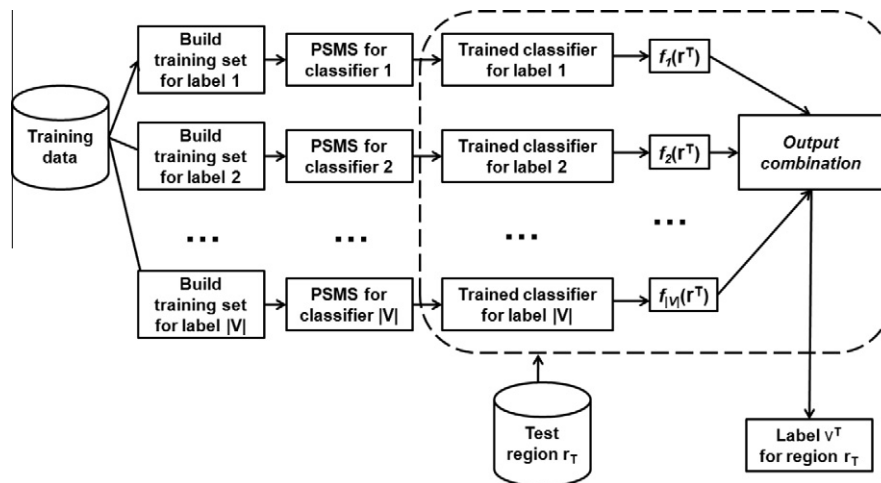 Training
data
Build
training set
for label 1
PSMS for
classifier 1
Trained classifier
for label 1
f1(rᵀ)
Build
training set
for label 2
PSMS for
classifier 2
Trained classifier
for label 2
f2(rᵀ)
Output
combination
...
...
...
...
Build
training set
for label |V|
PSMS for
classifier |V|
Trained classifier
for label |V|
f|V|(rᵀ)
Test
region rT
Label vᵀ
for region rT